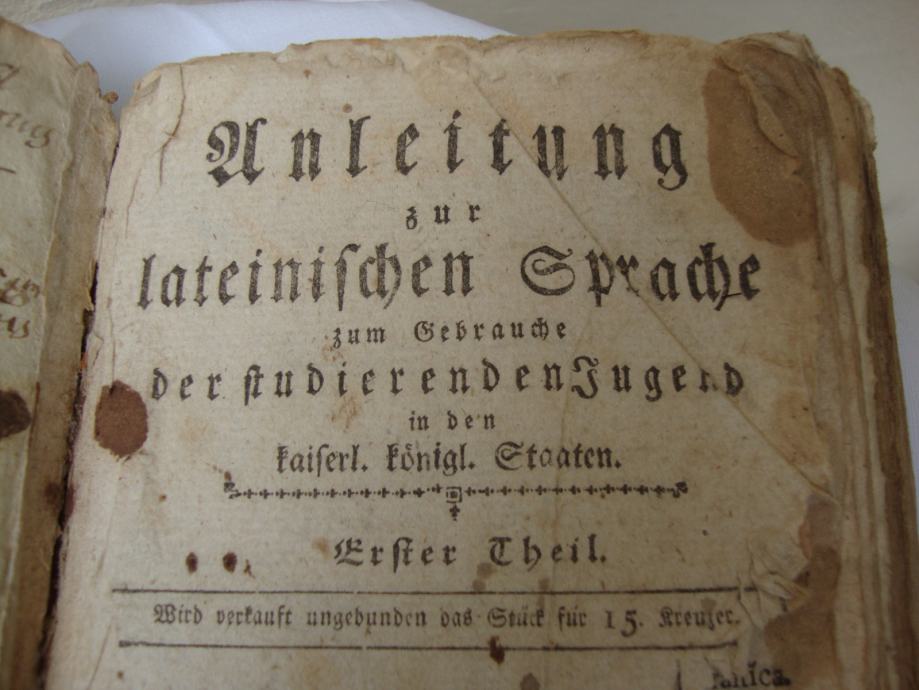 Anleitung
zur
lateiniſchen Sprache
zum Gebrauche
der ſtudierenden Jugend
in den
kaiſerl. königl. Staaten.
Erſter Theil.
Wird verkauft ungebunden das Stück für 15. Kreuzer.